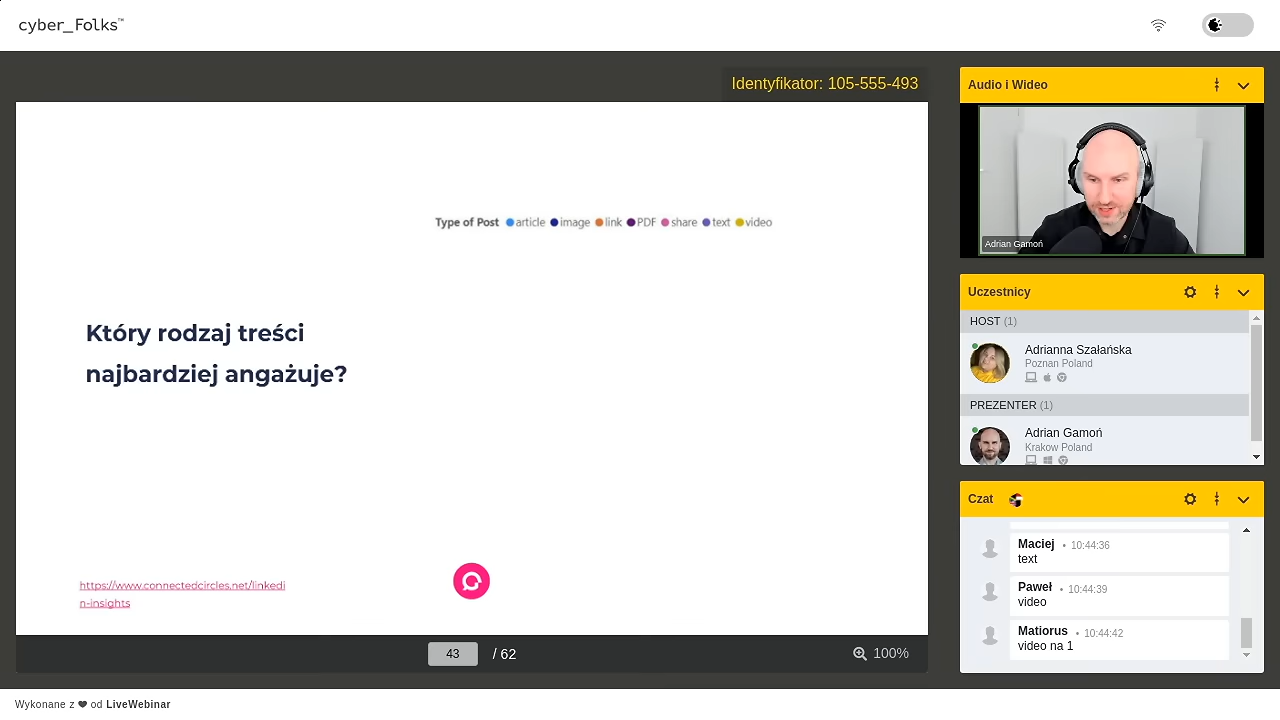 cyber_Folks™
Identyfikator: 105-555-493
Type of Post article image link PDF share text video
Który rodzaj treści
najbardziej angażuje?
https://www.connectedcircles.net/linkedi
n-insights
43 / 62
100%
Audio i Wideo
Adrian Gamoń
Uczestnicy
HOST (1)
Adrianna Szałańska
Poznan Poland
PREZENTER (1)
Adrian Gamoń
Krakow Poland
Czat
Maciej • 10:44:36
text
Paweł • 10:44:39
video
Matiorus • 10:44:42
video na 1
Wykonane z ❤ od LiveWebinar